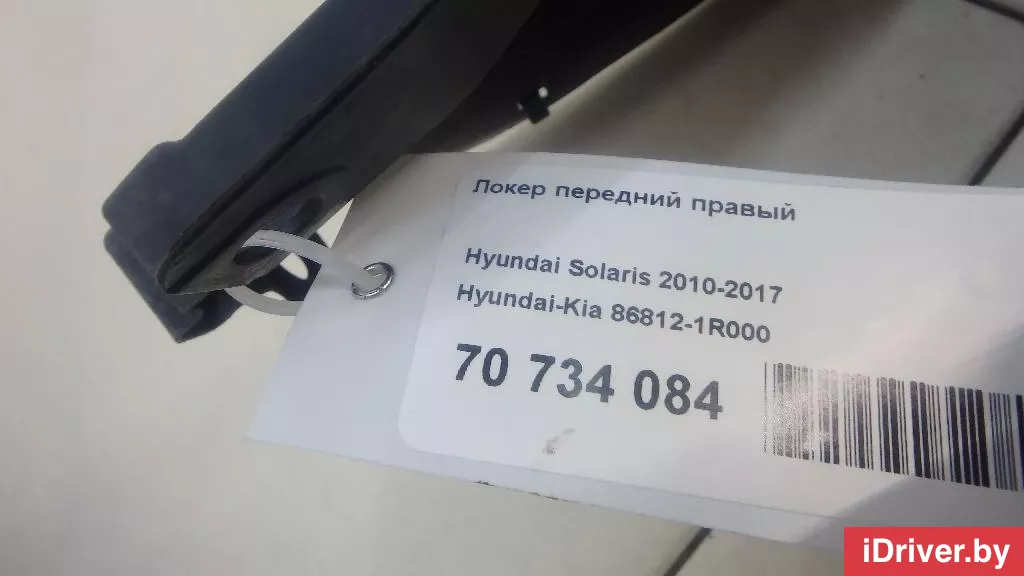 Локер передний правый
Hyundai Solaris 2010-2017
Hyundai-Kia 86812-1R000
70 734 084
iDriver.by